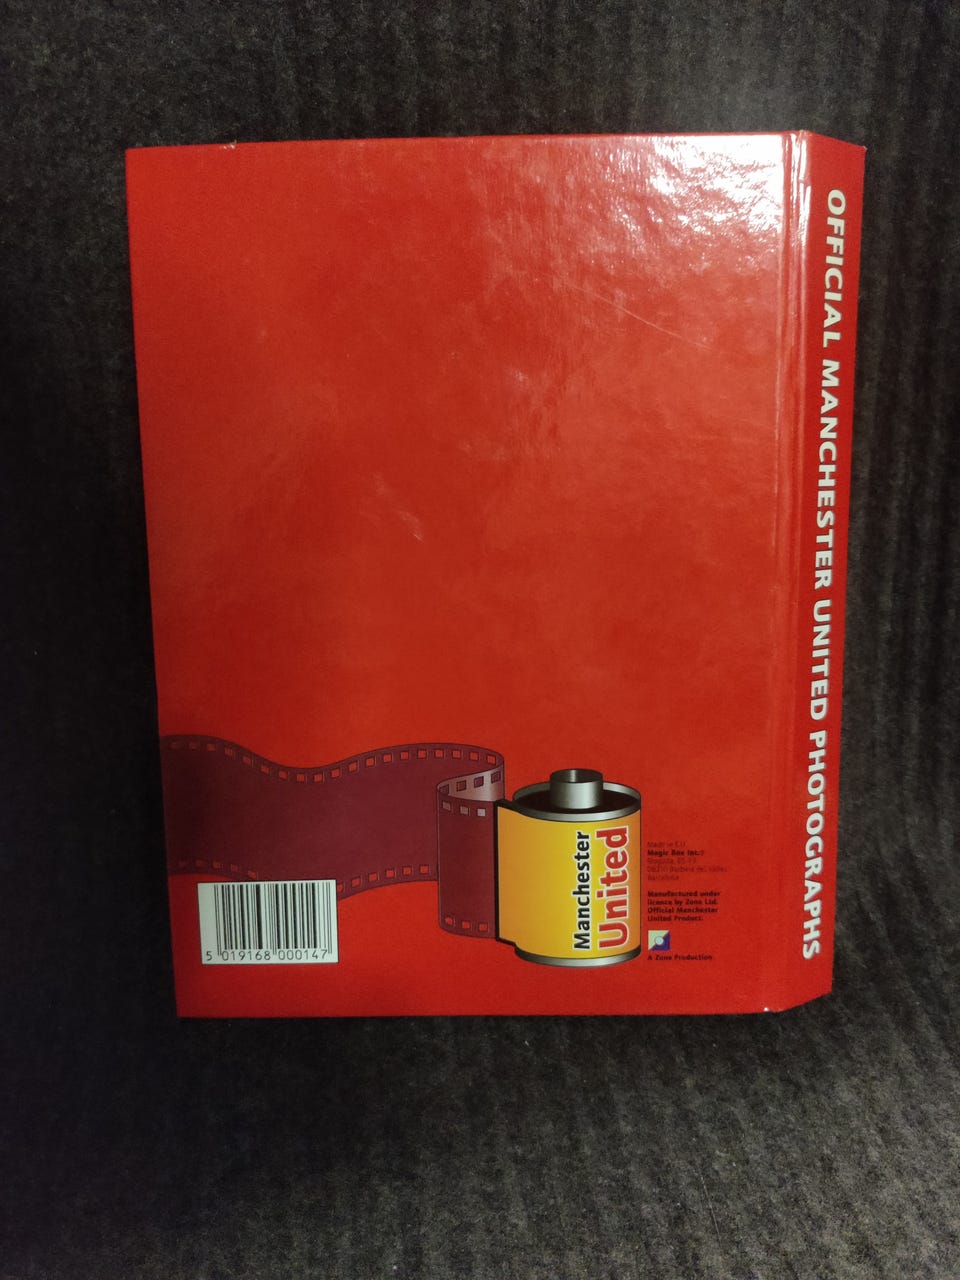 OFFICIAL MANCHESTER UNITED PHOTOGRAPHS
Manchester
United
Made in E.U.
Magic Box Int.®
Barcelona
Manufactured under
licence by Zone Ltd.
Official Manchester
United Product.
A Zone Production.
5 019168 000147